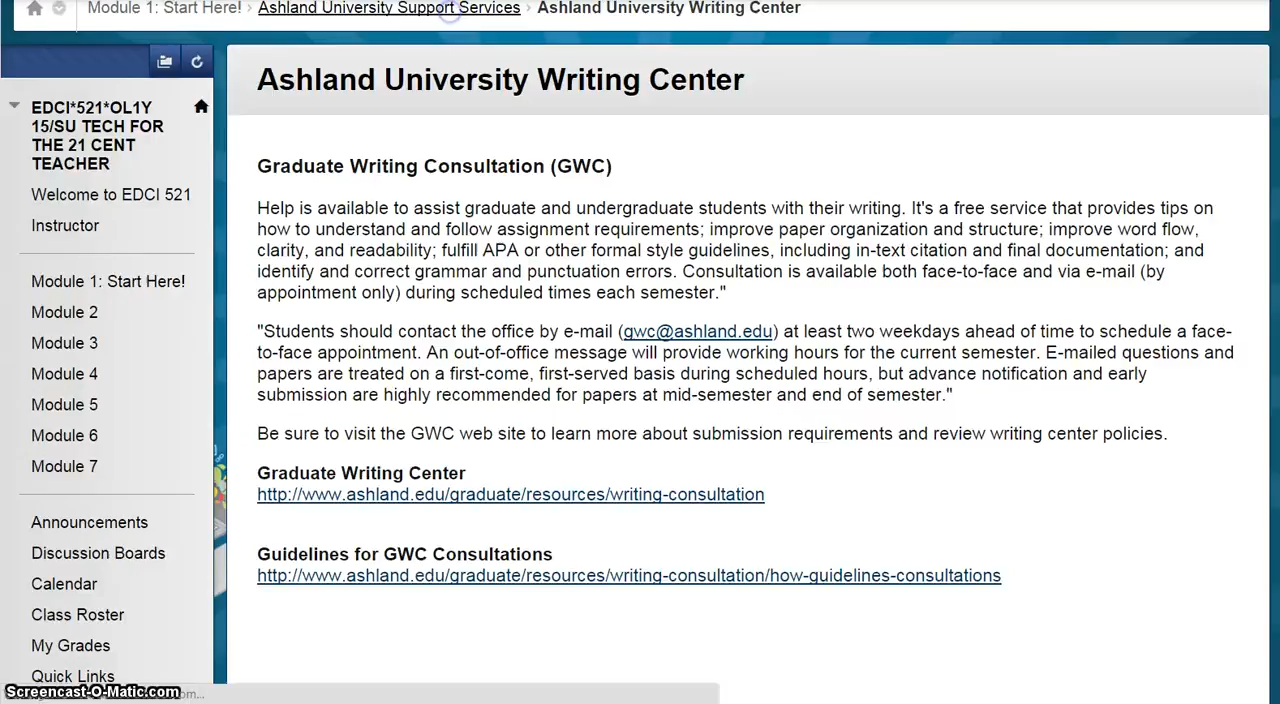 Module 1: Start Here! › Ashland University Support Services › Ashland University Writing Center
EDCI*521*OL1Y
15/SU TECH FOR
THE 21 CENT
TEACHER
Welcome to EDCI 521
Instructor
Module 1: Start Here!
Module 2
Module 3
Module 4
Module 5
Module 6
Module 7
Announcements
Discussion Boards
Calendar
Class Roster
My Grades
Quick Links
Ashland University Writing Center
Graduate Writing Consultation (GWC)
Help is available to assist graduate and undergraduate students with their writing. It's a free service that provides tips on
how to understand and follow assignment requirements; improve paper organization and structure; improve word flow,
clarity, and readability; fulfill APA or other formal style guidelines, including in-text citation and final documentation; and
identify and correct grammar and punctuation errors. Consultation is available both face-to-face and via e-mail (by
appointment only) during scheduled times each semester."
"Students should contact the office by e-mail (gwc@ashland.edu) at least two weekdays ahead of time to schedule a face-
to-face appointment. An out-of-office message will provide working hours for the current semester. E-mailed questions and
papers are treated on a first-come, first-served basis during scheduled hours, but advance notification and early
submission are highly recommended for papers at mid-semester and end of semester."
Be sure to visit the GWC web site to learn more about submission requirements and review writing center policies.
Graduate Writing Center
http://www.ashland.edu/graduate/resources/writing-consultation
Guidelines for GWC Consultations
http://www.ashland.edu/graduate/resources/writing-consultation/how-guidelines-consultations
Screencast-O-Matic.com